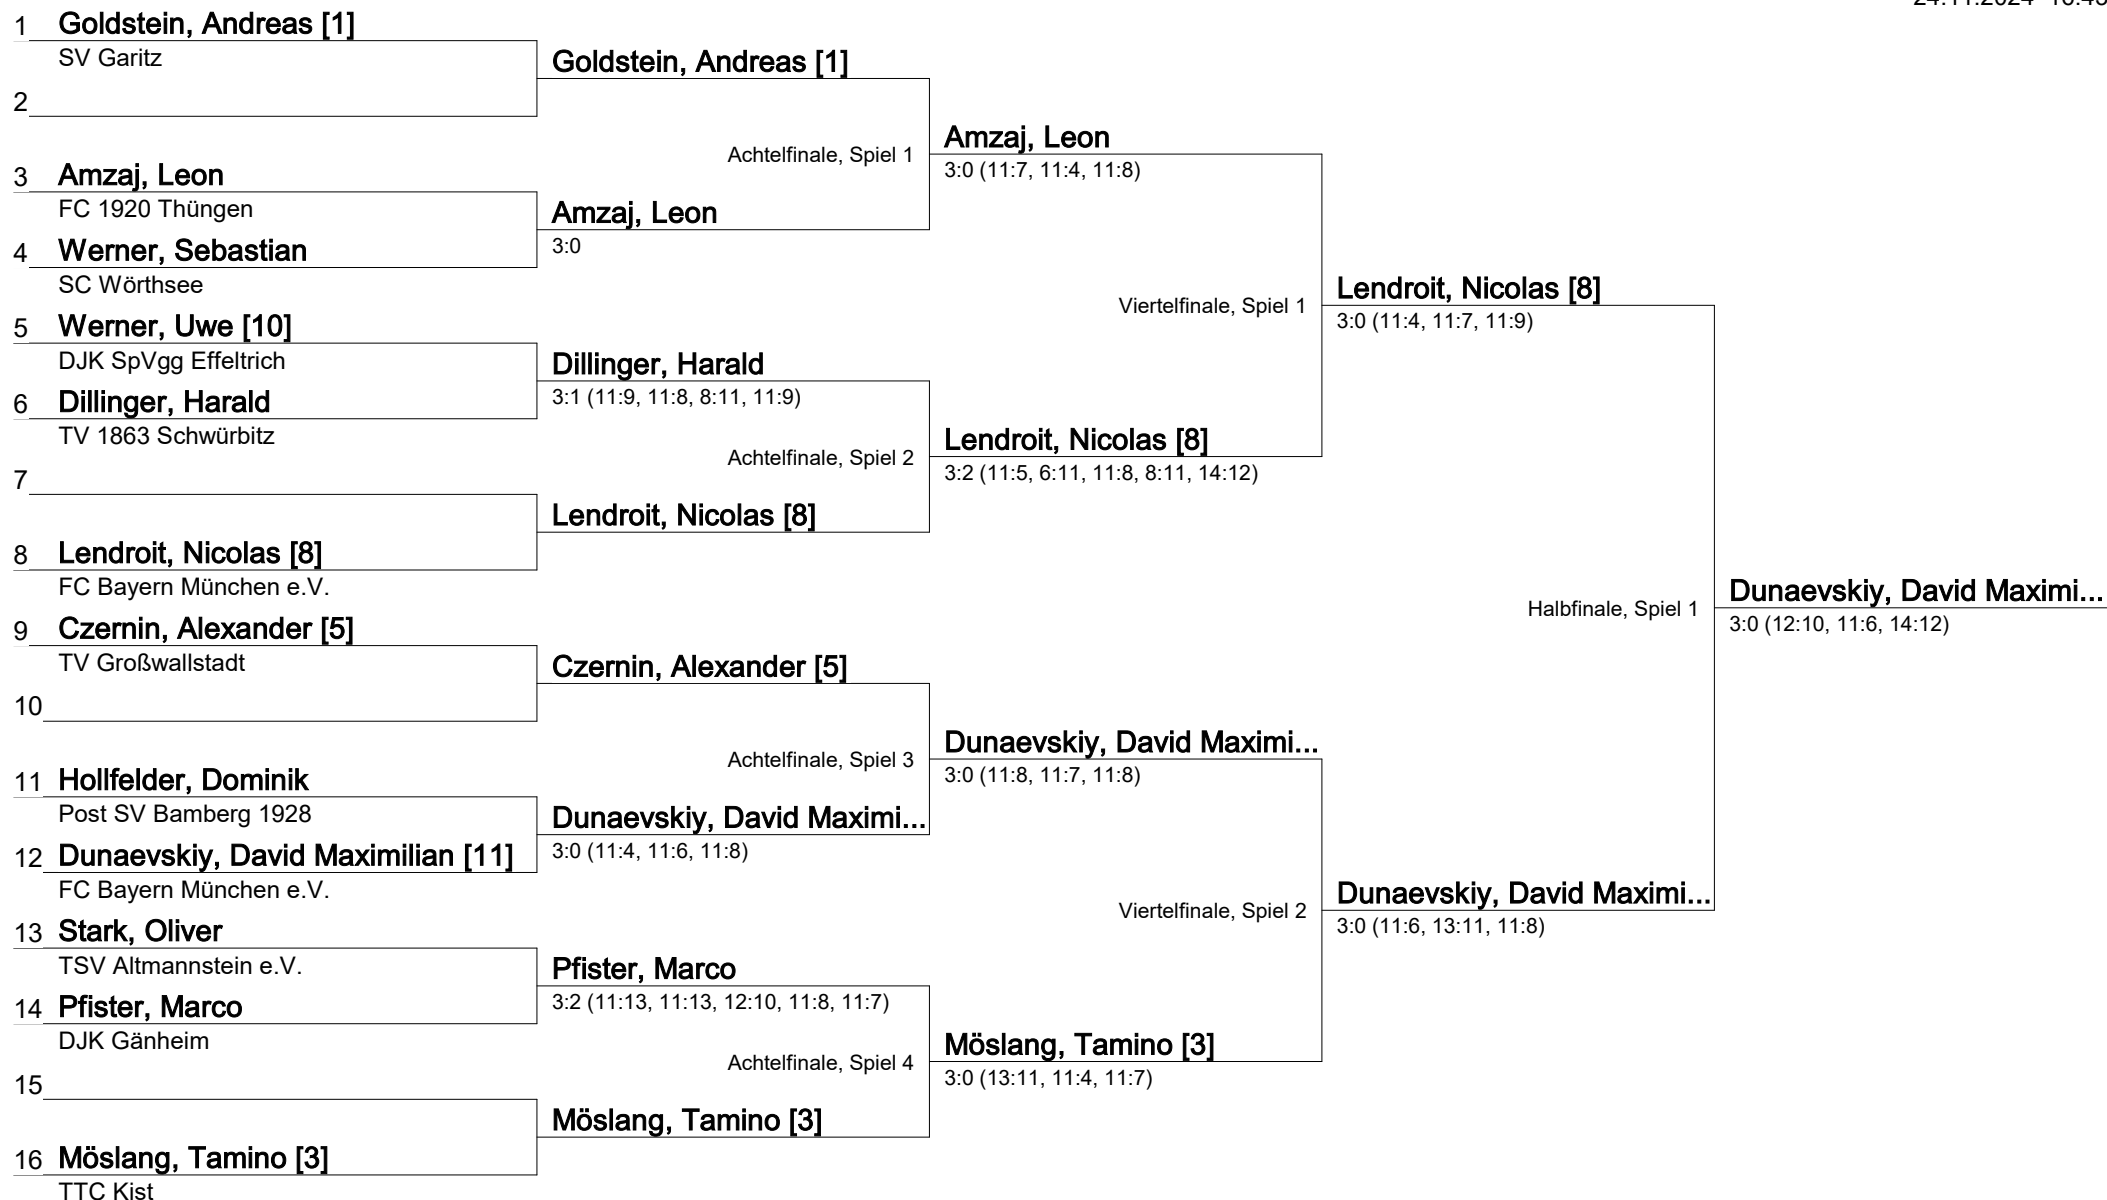 1 Goldstein, Andreas [1]
SV Garitz
2
3 Amzaj, Leon
FC 1920 Thüngen
4 Werner, Sebastian
SC Wörthsee
5 Werner, Uwe [10]
DJK SpVgg Effeltrich
6 Dillinger, Harald
TV 1863 Schwürbitz
7
8 Lendroit, Nicolas [8]
FC Bayern München e.V.
9 Czernin, Alexander [5]
TV Großwallstadt
10
11 Hollfelder, Dominik
Post SV Bamberg 1928
12 Dunaevskiy, David Maximilian [11]
FC Bayern München e.V.
13 Stark, Oliver
TSV Altmannstein e.V.
14 Pfister, Marco
DJK Gänheim
15
16 Möslang, Tamino [3]
TTC Kist
Goldstein, Andreas [1]
Achtelfinale, Spiel 1
Amzaj, Leon
3:0
Dillinger, Harald
3:1 (11:9, 11:8, 8:11, 11:9)
Achtelfinale, Spiel 2
Lendroit, Nicolas [8]
Czernin, Alexander [5]
Achtelfinale, Spiel 3
Dunaevskiy, David Maximi...
3:0 (11:4, 11:6, 11:8)
Pfister, Marco
3:2 (11:13, 11:13, 12:10, 11:8, 11:7)
Achtelfinale, Spiel 4
Möslang, Tamino [3]
Amzaj, Leon
3:0 (11:7, 11:4, 11:8)
Viertelfinale, Spiel 1
Lendroit, Nicolas [8]
3:2 (11:5, 6:11, 11:8, 8:11, 14:12)
Dunaevskiy, David Maximi...
3:0 (11:8, 11:7, 11:8)
Viertelfinale, Spiel 2
Möslang, Tamino [3]
3:0 (13:11, 11:4, 11:7)
Lendroit, Nicolas [8]
3:0 (11:4, 11:7, 11:9)
Halbfinale, Spiel 1
Dunaevskiy, David Maximi...
3:0 (11:6, 13:11, 11:8)
Dunaevskiy, David Maximi...
3:0 (12:10, 11:6, 14:12)